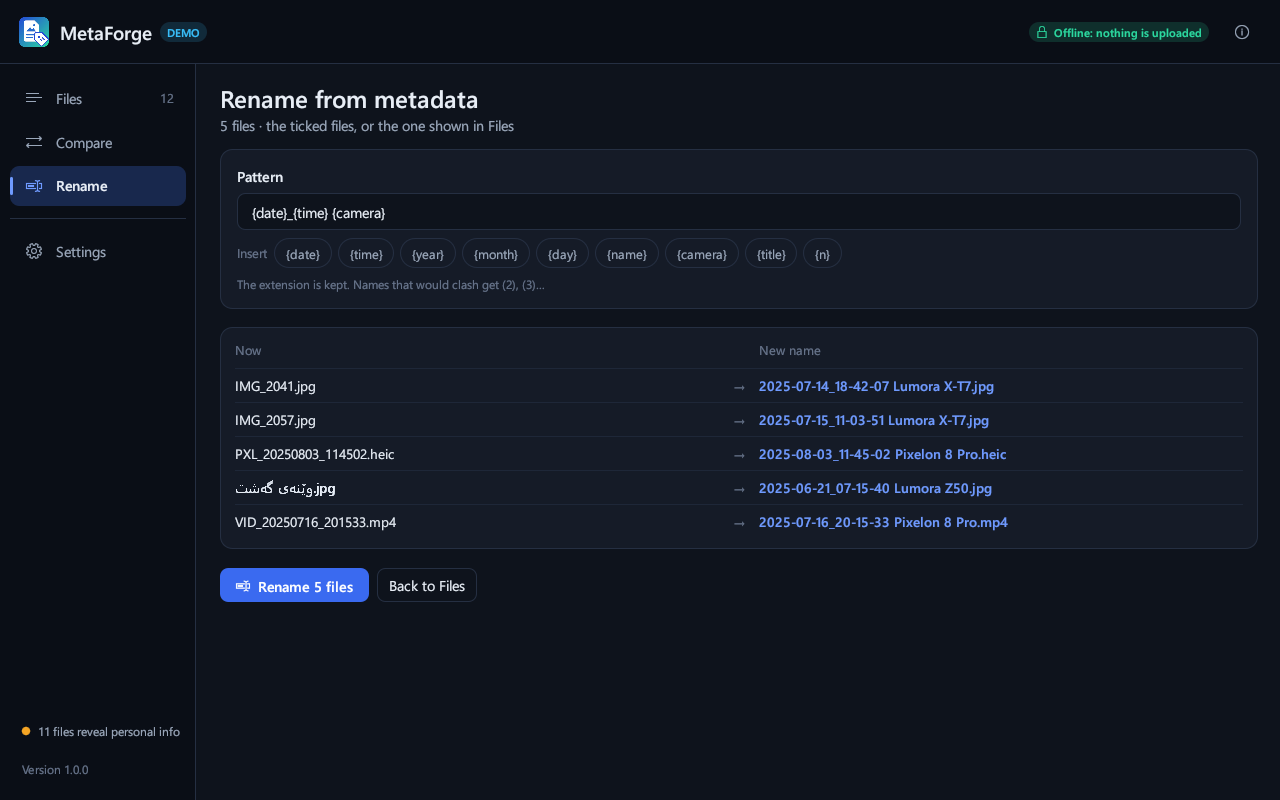 MetaForge DEMO
Offline: nothing is uploaded
Files 12
Compare
Rename
Settings
11 files reveal personal info
Version 1.0.0
Rename from metadata
5 files · the ticked files, or the one shown in Files
Pattern
{date}_{time} {camera}
Insert {date} {time} {year} {month} {day} {name} {camera} {title} {n}
The extension is kept. Names that would clash get (2), (3)...
Now New name
IMG_2041.jpg → 2025-07-14_18-42-07 Lumora X-T7.jpg
IMG_2057.jpg → 2025-07-15_11-03-51 Lumora X-T7.jpg
PXL_20250803_114502.heic → 2025-08-03_11-45-02 Pixelon 8 Pro.heic
وێنەی گەشت.jpg → 2025-06-21_07-15-40 Lumora Z50.jpg
VID_20250716_201533.mp4 → 2025-07-16_20-15-33 Pixelon 8 Pro.mp4
Rename 5 files
Back to Files